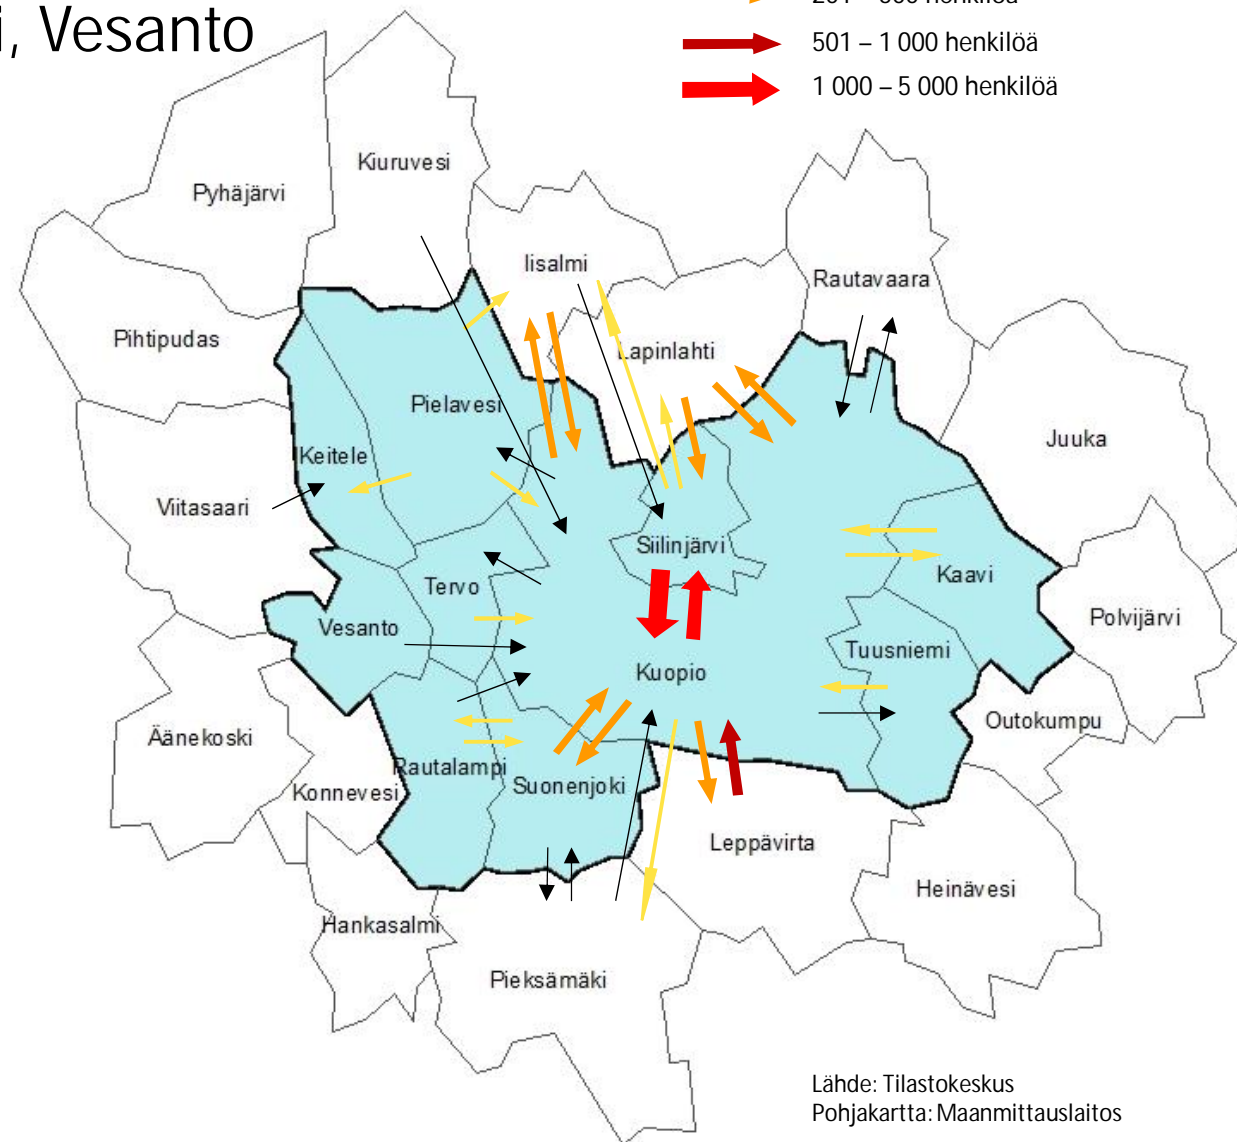 i, Vesanto
501 – 1 000 henkilöä
1 000 – 5 000 henkilöä
Kiuruvesi
Pyhäjärvi
Iisalmi
Rautavaara
Pihtipudas
Lapinlahti
Pielavesi
Juuka
Keitele
Viitasaari
Siilinjärvi
Kaavi
Tervo
Polvijärvi
Vesanto
Tuusniemi
Kuopio
Outokumpu
Äänekoski
Rautalampi
Suonenjoki
Konnevesi
Leppävirta
Heinävesi
Hankasalmi
Pieksämäki
Lähde: Tilastokeskus
Pohjakartta: Maanmittauslaitos